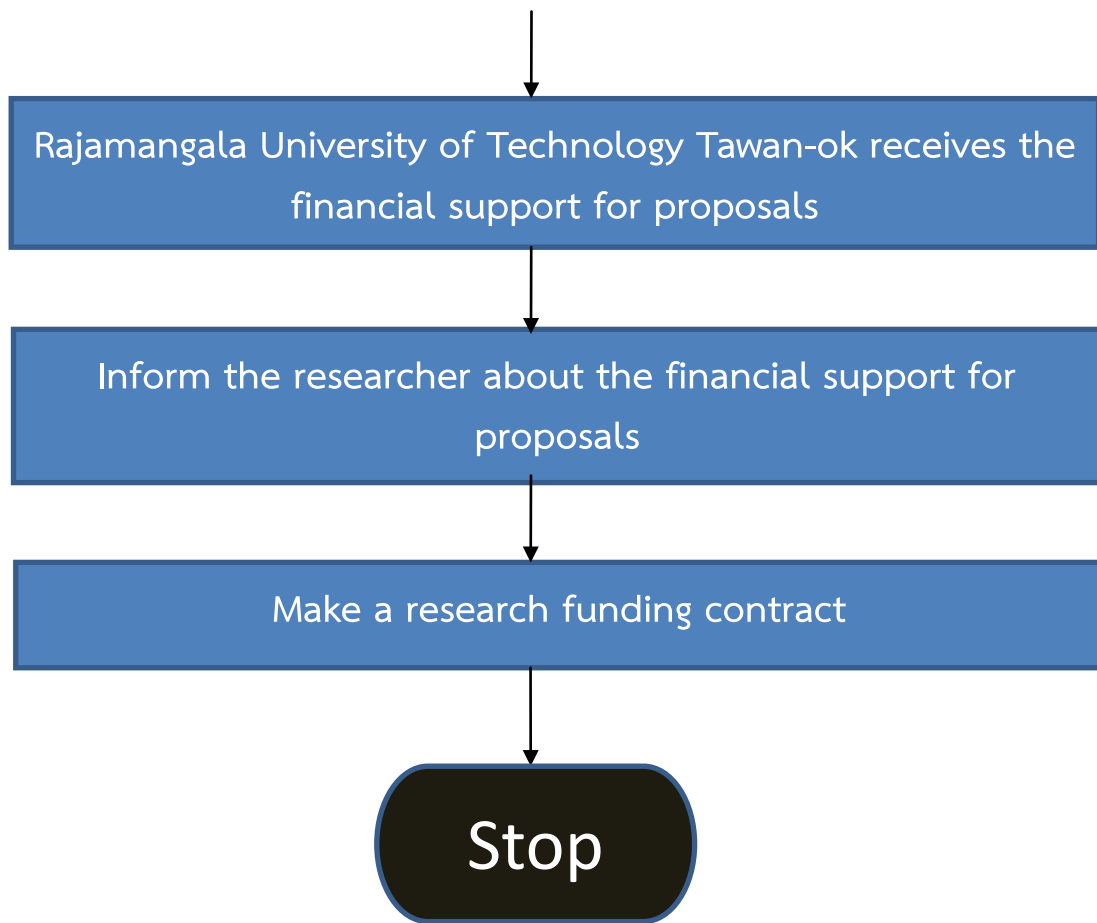 Rajamangala University of Technology Tawan-ok receives the
financial support for proposals
Inform the researcher about the financial support for
proposals
Make a research funding contract
Stop